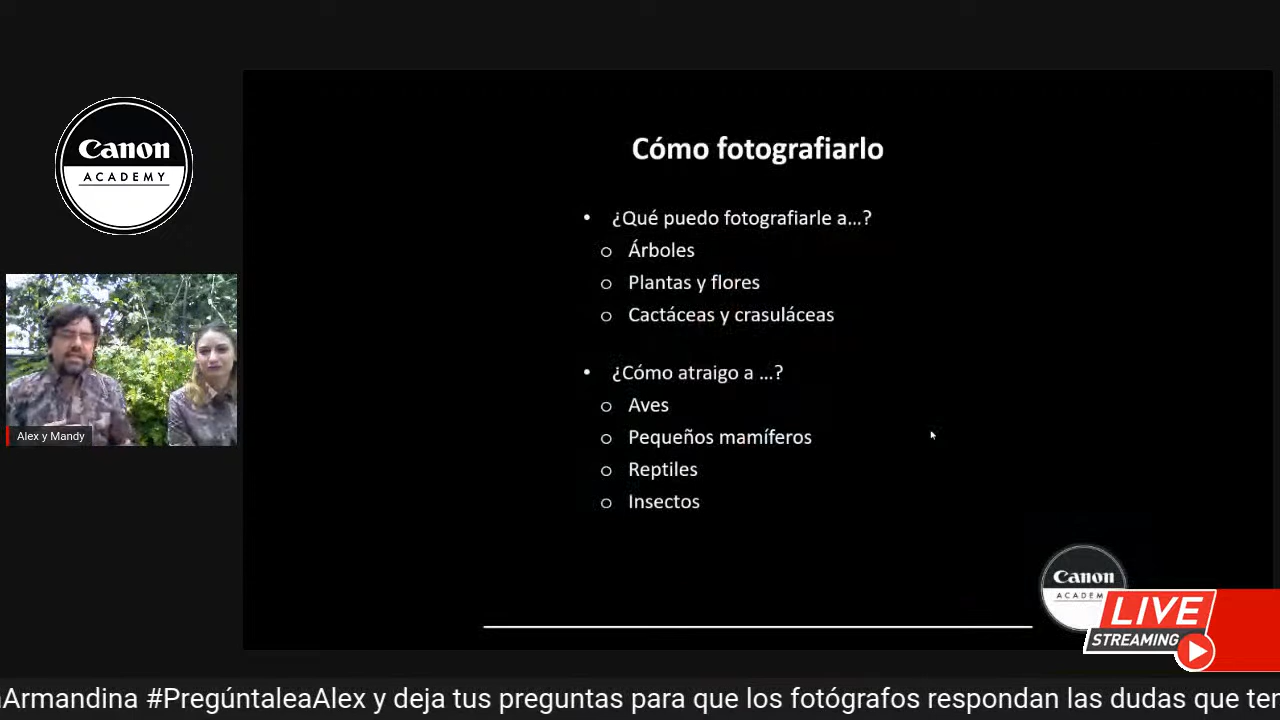 Canon
ACADEMY
Cómo fotografiarlo
• ¿Qué puedo fotografiarle a...?
o Árboles
o Plantas y flores
o Cactáceas y crasuláceas
• ¿Cómo atraigo a ...?
o Aves
o Pequeños mamíferos
o Reptiles
o Insectos
Alex y Mandy
Canon
ACADEM
LIVE
STREAMING
Armandina #PregúntaleaAlex y deja tus preguntas para que los fotógrafos respondan las dudas que